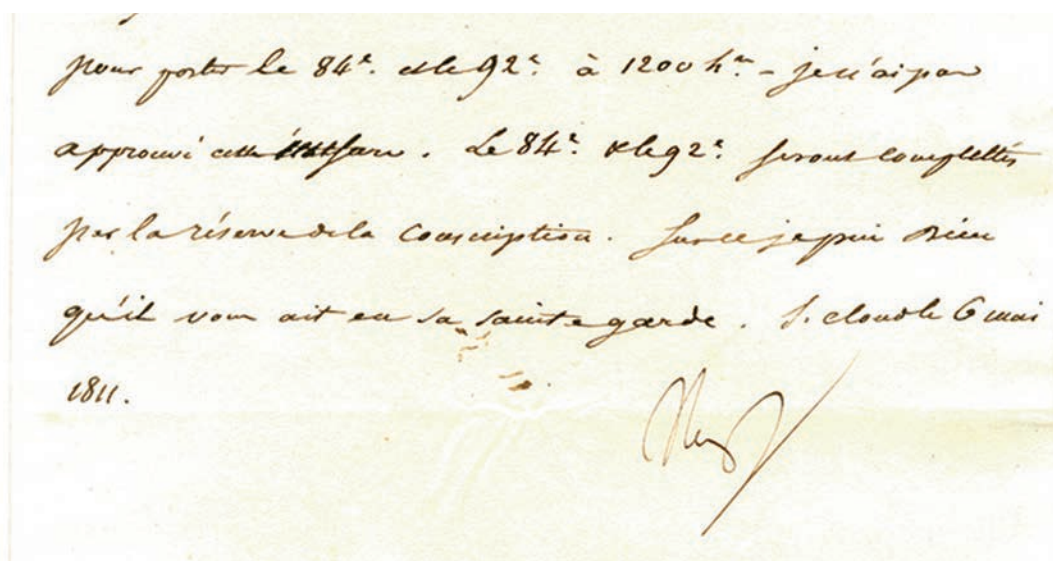 pour porter le 84e. et le 92e. à 1200 hes – je n'ai pas
approuvé cette mesure. Le 84e. et le 92e. seront complettés
par la réserve de la conscription. Sur ce je prie Dieu
qu'il vous ait en sa sainte garde. S. cloud le 6 mai
1811.
Nap